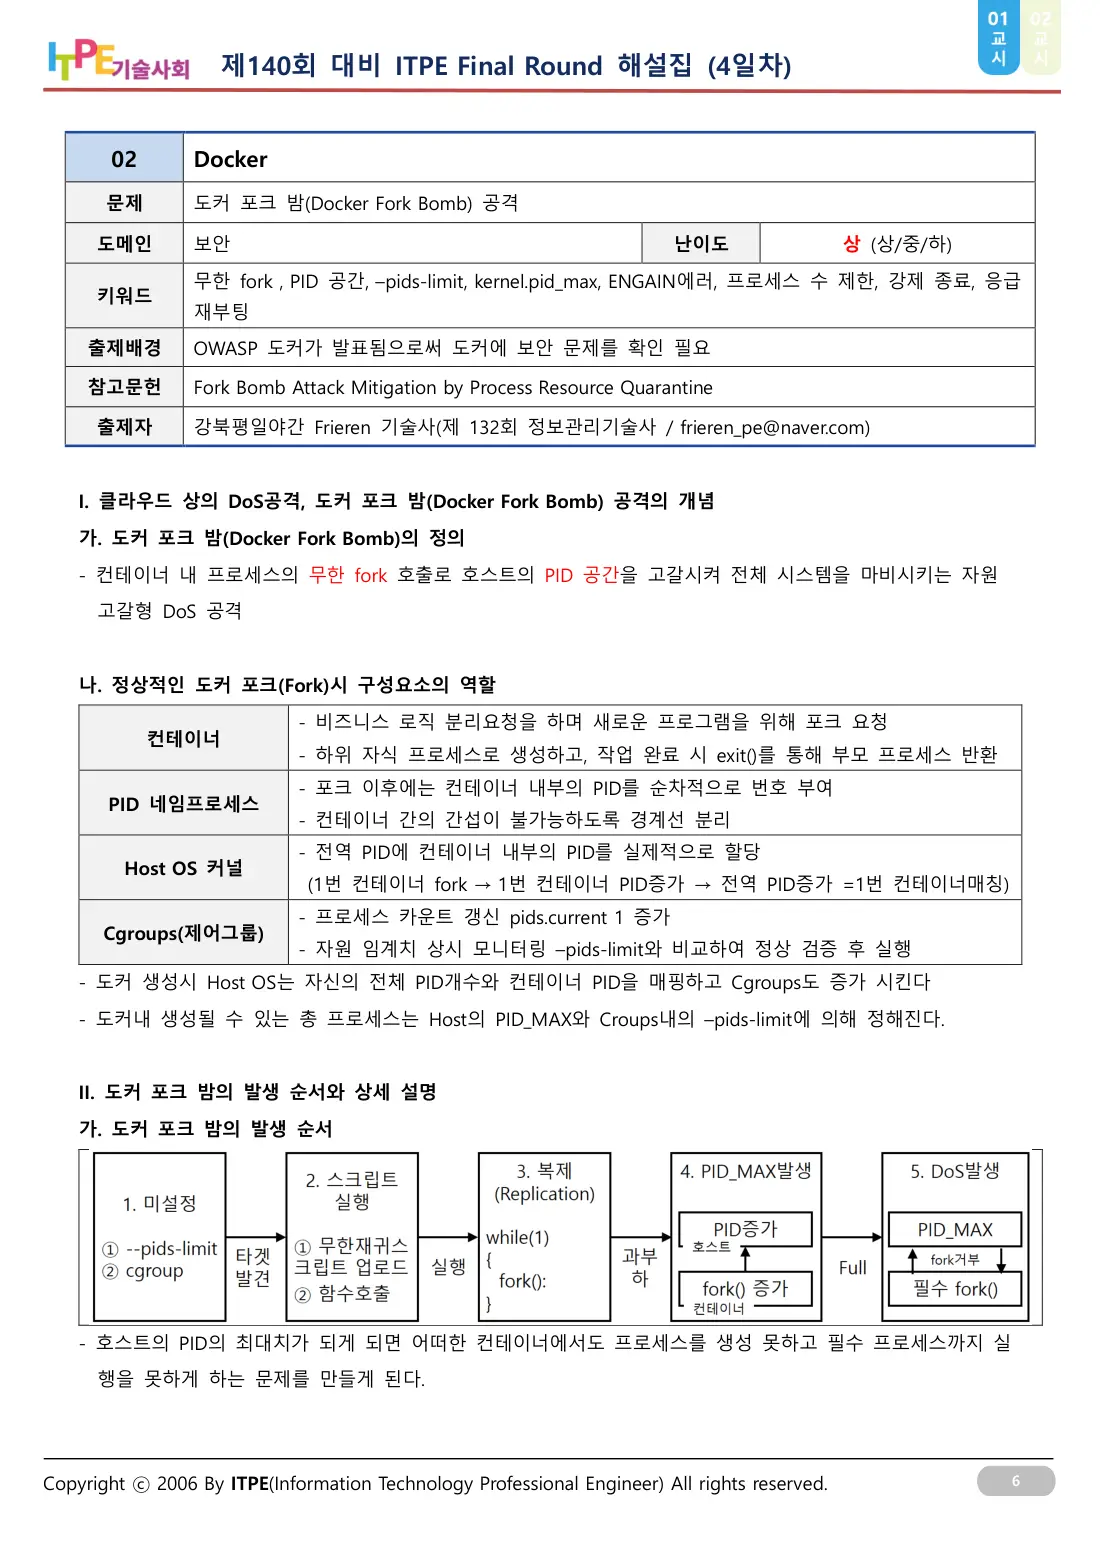 ITPE기술사회 제140회 대비 ITPE Final Round 해설집 (4일차)
01 교시
02 교시
02 Docker
문제 도커 포크 밤(Docker Fork Bomb) 공격
도메인 보안 난이도 상 (상/중/하)
키워드 무한 fork , PID 공간, –pids-limit, kernel.pid_max, ENGAIN에러, 프로세스 수 제한, 강제 종료, 응급
재부팅
출제배경 OWASP 도커가 발표됨으로써 도커에 보안 문제를 확인 필요
참고문헌 Fork Bomb Attack Mitigation by Process Resource Quarantine
출제자 강북평일야간 Frieren 기술사(제 132회 정보관리기술사 / frieren_pe@naver.com)
I. 클라우드 상의 DoS공격, 도커 포크 밤(Docker Fork Bomb) 공격의 개념
가. 도커 포크 밤(Docker Fork Bomb)의 정의
- 컨테이너 내 프로세스의 무한 fork 호출로 호스트의 PID 공간을 고갈시켜 전체 시스템을 마비시키는 자원
고갈형 DoS 공격
나. 정상적인 도커 포크(Fork)시 구성요소의 역할
컨테이너
- 비즈니스 로직 분리요청을 하며 새로운 프로그램을 위해 포크 요청
- 하위 자식 프로세스로 생성하고, 작업 완료 시 exit()를 통해 부모 프로세스 반환
PID 네임프로세스
- 포크 이후에는 컨테이너 내부의 PID를 순차적으로 번호 부여
- 컨테이너 간의 간섭이 불가능하도록 경계선 분리
Host OS 커널
- 전역 PID에 컨테이너 내부의 PID를 실제적으로 할당
(1번 컨테이너 fork → 1번 컨테이너 PID증가 → 전역 PID증가 =1번 컨테이너매칭)
Cgroups(제어그룹)
- 프로세스 카운트 갱신 pids.current 1 증가
- 자원 임계치 상시 모니터링 –pids-limit와 비교하여 정상 검증 후 실행
- 도커 생성시 Host OS는 자신의 전체 PID개수와 컨테이너 PID을 매핑하고 Cgroups도 증가 시킨다
- 도커내 생성될 수 있는 총 프로세스는 Host의 PID_MAX와 Croups내의 –pids-limit에 의해 정해진다.
II. 도커 포크 밤의 발생 순서와 상세 설명
가. 도커 포크 밤의 발생 순서
1. 미설정
① --pids-limit
② cgroup
타겟
발견
2. 스크립트
실행
① 무한재귀스
크립트 업로드
② 함수호출
실행
3. 복제
(Replication)
while(1)
{
fork():
}
과부
하
4. PID_MAX발생
PID증가
호스트
fork() 증가
컨테이너
Full
5. DoS발생
PID_MAX
fork거부
필수 fork()
- 호스트의 PID의 최대치가 되게 되면 어떠한 컨테이너에서도 프로세스를 생성 못하고 필수 프로세스까지 실
행을 못하게 하는 문제를 만들게 된다.
Copyright ⓒ 2006 By ITPE(Information Technology Professional Engineer) All rights reserved.
6